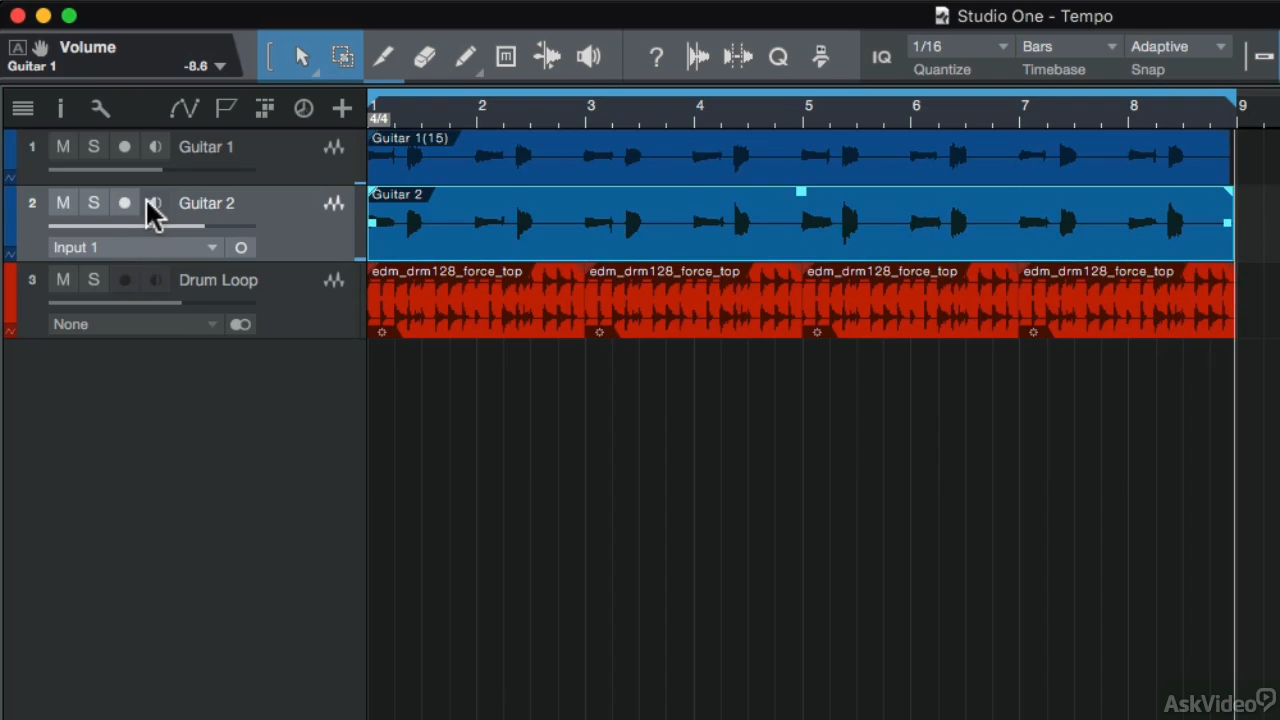 Studio One - Tempo
A Volume
Guitar 1 -8.6
? Q IQ
1/16 Bars Adaptive
Quantize Timebase Snap
i
1 2 3 4 5 6 7 8 9
4/4
1 M S Guitar 1
Guitar 1(15)
2 M S Guitar 2
Guitar 2
Input 1
3 M S Drum Loop
edm_drm128_force_top edm_drm128_force_top edm_drm128_force_top edm_drm128_force_top
None
AskVideo